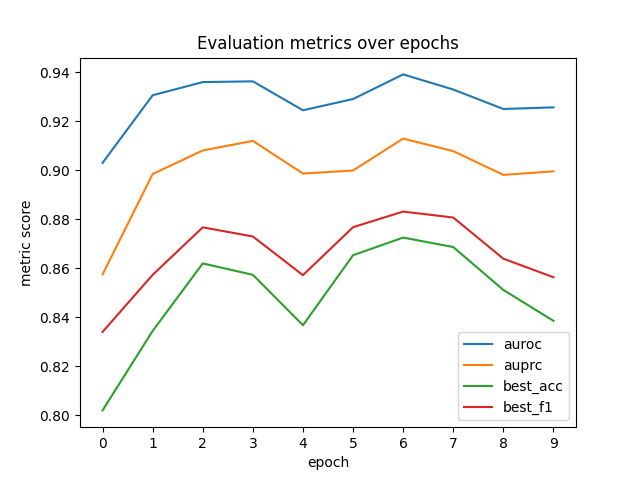 Evaluation metrics over epochs
metric score
0.94
0.92
0.90
0.88
0.86
0.84
0.82
0.80
auroc
auprc
best_acc
best_f1
0 1 2 3 4 5 6 7 8 9
epoch